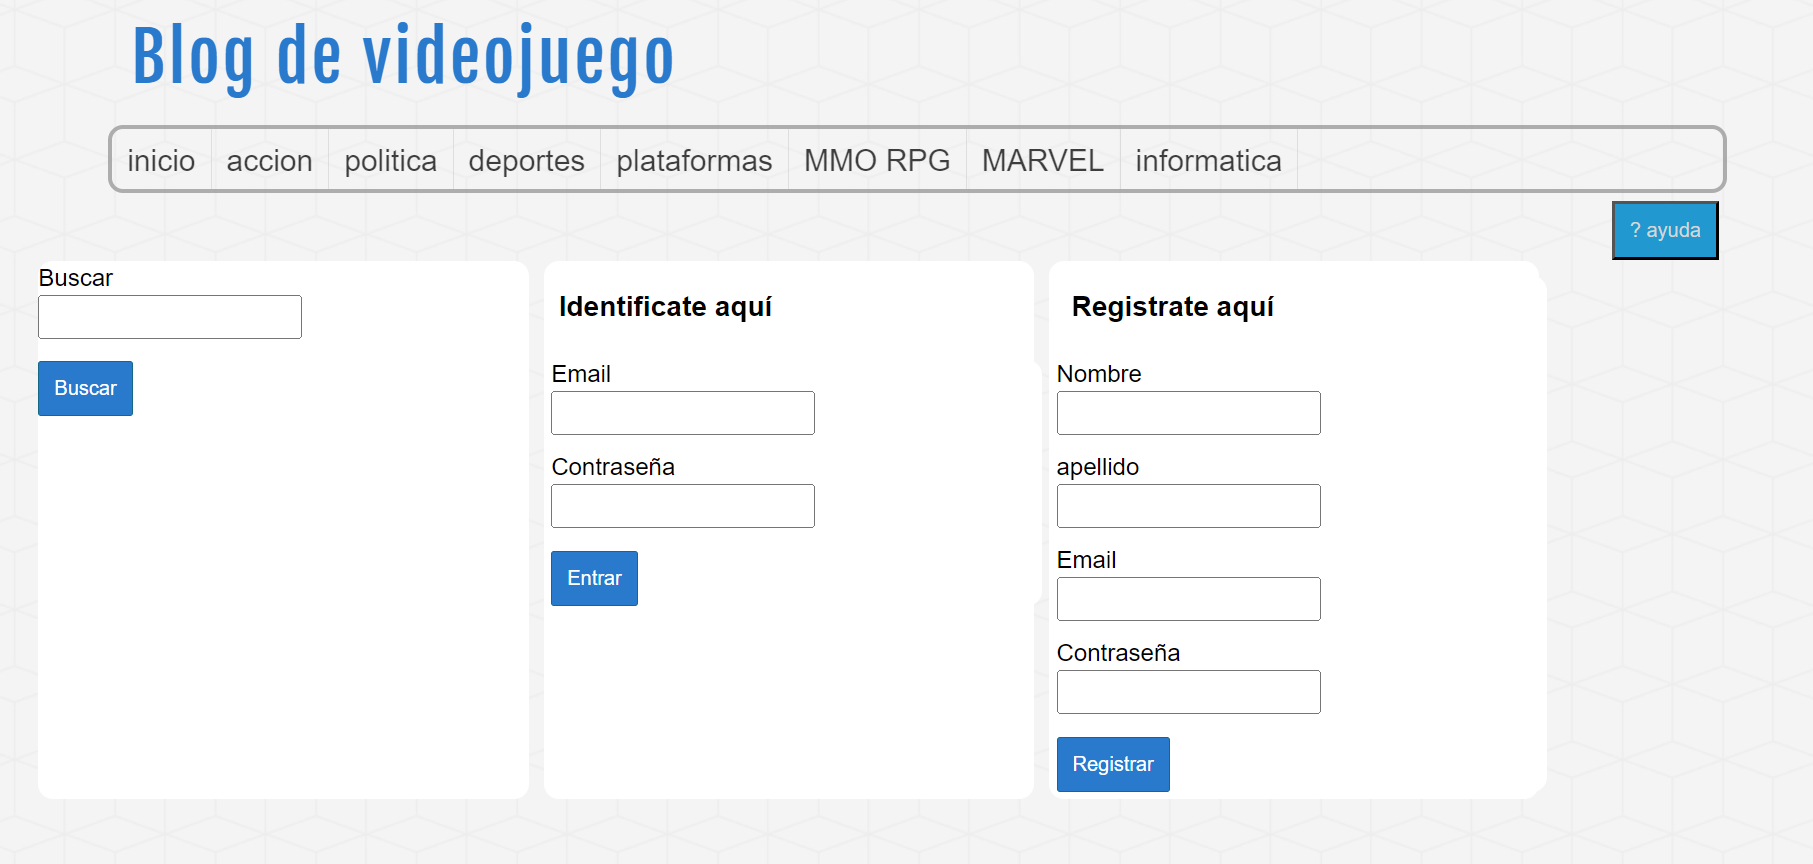 Blog de videojuego
inicio accion politica deportes plataformas MMO RPG MARVEL informatica
? ayuda
Buscar
Buscar
Identificate aquí
Email
Contraseña
Entrar
Registrate aquí
Nombre
apellido
Email
Contraseña
Registrar